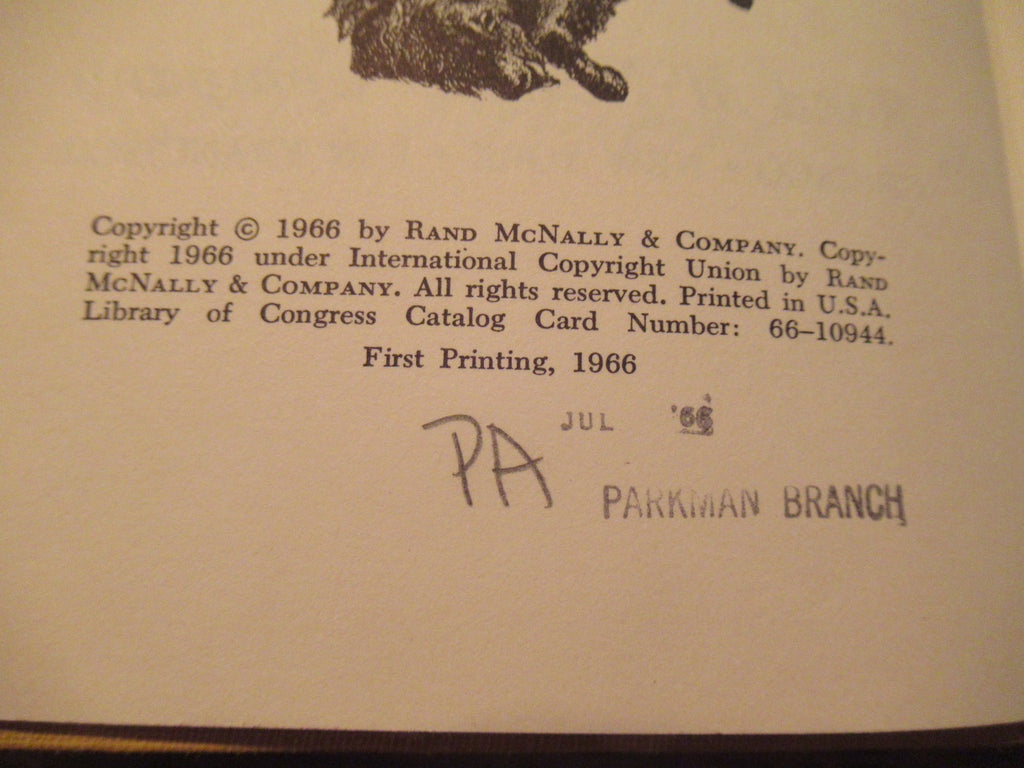 Copyright © 1966 by RAND MCNALLY & COMPANY. Copy-
right 1966 under International Copyright Union by RAND
MCNALLY & COMPANY. All rights reserved. Printed in U.S.A.
Library of Congress Catalog Card Number: 66–10944.
First Printing, 1966
PA JUL '66
PARKMAN BRANCH